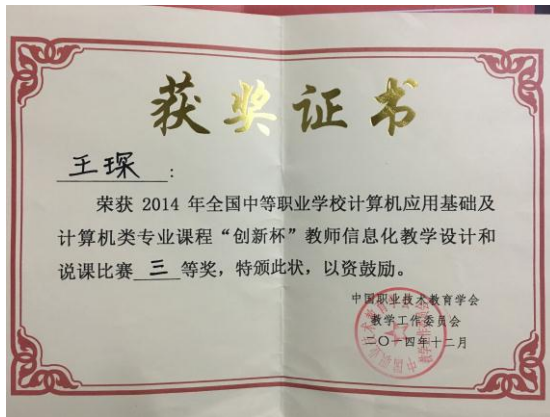 获奖证书
王琛:
荣获 2014 年全国中等职业学校计算机应用基础及
计算机类专业课程“创新杯”教师信息化教学设计和
说课比赛三等奖，特颁此状，以资鼓励。
中国职业技术教育学会
教学工作委员会
二〇一四年十二月